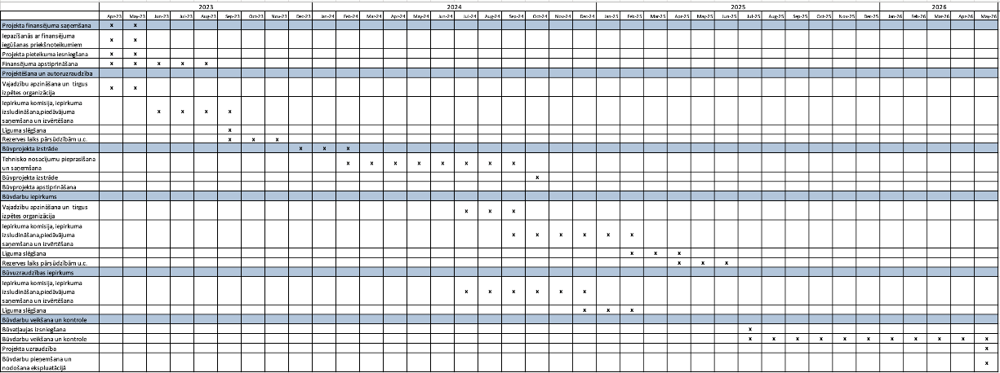 2023 2024 2025 2026
Apr-23 May-23 Jun-23 Jul-23 Aug-23 Sep-23 Oct-23 Nov-23 Dec-23 Jan-24 Feb-24 Mar-24 Apr-24 May-24 Jun-24 Jul-24 Aug-24 Sep-24 Oct-24 Nov-24 Dec-24 Jan-25 Feb-25 Mar-25 Apr-25 May-25 Jun-25 Jul-25 Aug-25 Sep-25 Oct-25 Nov-25 Dec-25 Jan-26 Feb-26 Mar-26 Apr-26 May-26
Projekta finansējuma saņemšana x x
Iepazīšanās ar finansējuma
iegūšanas priekšnoteikumiem x x
Projekta pieteikuma iesniegšana x x
Finansējuma apstiprināšana x x x x x
Projektēšana un autoruzraudzība
Vajadzību apzināšana un tirgus
izpētes organizācija x x
Iepirkuma komisija, iepirkuma
izsludināšana,piedāvājuma x x x x
saņemšana un izvērtēšana
Līguma slēgšana x
Rezerves laiks pārsūdzībām u.c. x x x
Būvprojekta izstrāde x x x
Tehnisko nosacījumu pieprasīšana
un saņemšana x x x x x x x x
Būvprojekta izstrāde x
Būvprojekta apstiprināšana
Būvdarbu iepirkums
Vajadzību apzināšana un tirgus
izpētes organizācija x x x
Iepirkuma komisija, iepirkuma
izsludināšana,piedāvājuma x x x x x x
saņemšana un izvērtēšana
Līguma slēgšana x x x
Rezerves laiks pārsūdzībām u.c. x x x
Būvuzraudzības iepirkums
Iepirkuma komisija, iepirkuma
izsludināšana,piedāvājuma x x x x x x
saņemšana un izvērtēšana
Līguma slēgšana x x x
Būvdarbu veikšana un kontrole
Būvatļaujas izsniegšana x
Būvdarbu veikšana un kontrole x x x x x x x x x x x
Projekta uzraudzība x
Būvdarbu pieņemšana un
nodošana ekspluatācijā x